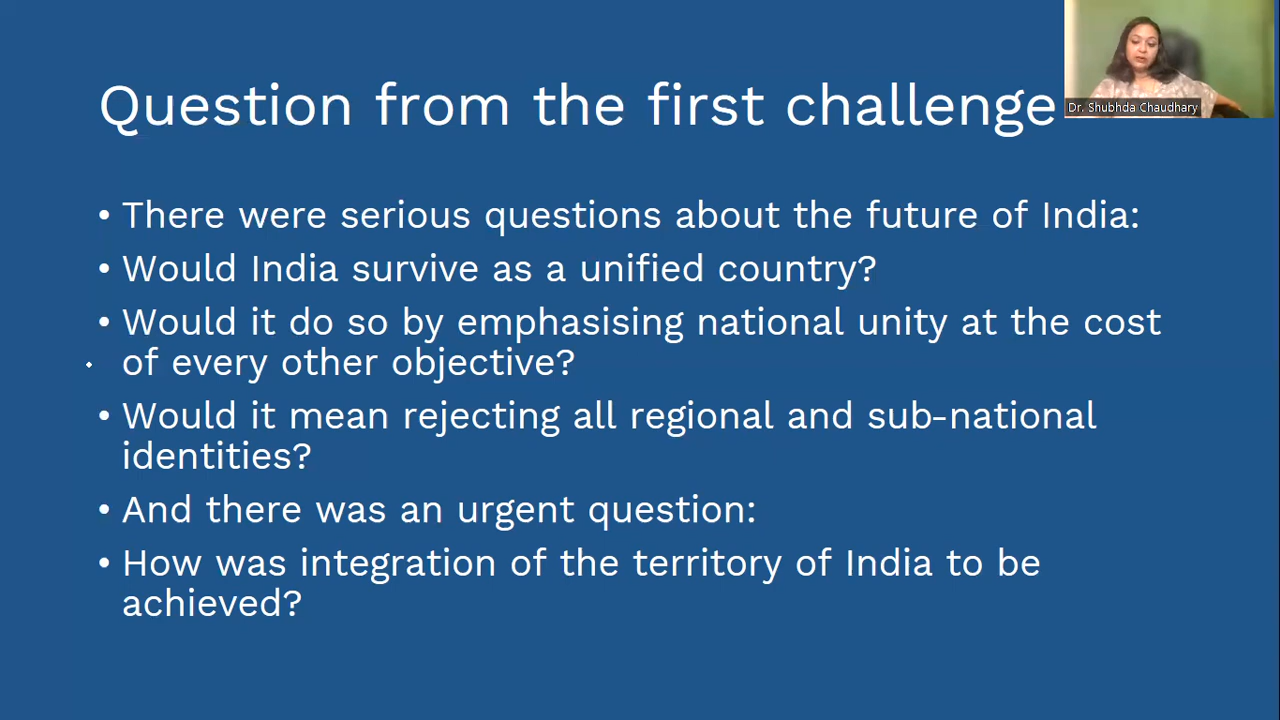 Question from the first challenge
Dr. Shubhda Chaudhary
• There were serious questions about the future of India:
• Would India survive as a unified country?
• Would it do so by emphasising national unity at the cost
of every other objective?
• Would it mean rejecting all regional and sub-national
identities?
• And there was an urgent question:
• How was integration of the territory of India to be
achieved?